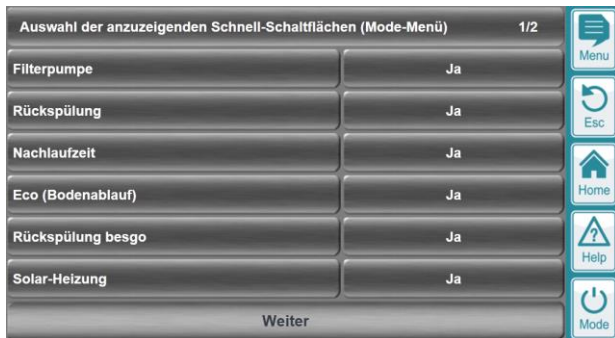 Auswahl der anzuzeigenden Schnell-Schaltflächen (Mode-Menü) 1/2
Menu
Filterpumpe Ja
Rückspülung Ja
Esc
Nachlaufzeit Ja
Eco (Bodenablauf) Ja
Home
Rückspülung besgo Ja
Help
Solar-Heizung Ja
Weiter
Mode